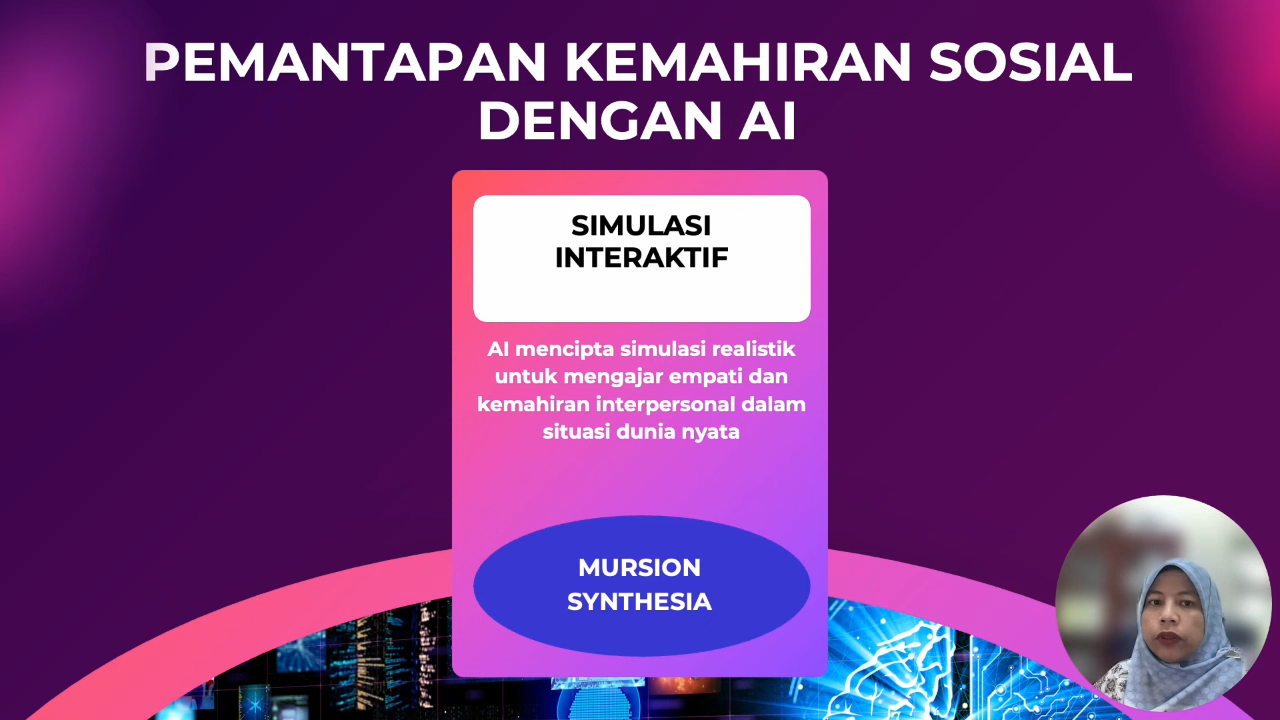 PEMANTAPAN KEMAHIRAN SOSIAL
DENGAN AI
SIMULASI
INTERAKTIF
AI mencipta simulasi realistik
untuk mengajar empati dan
kemahiran interpersonal dalam
situasi dunia nyata
MURSION
SYNTHESIA